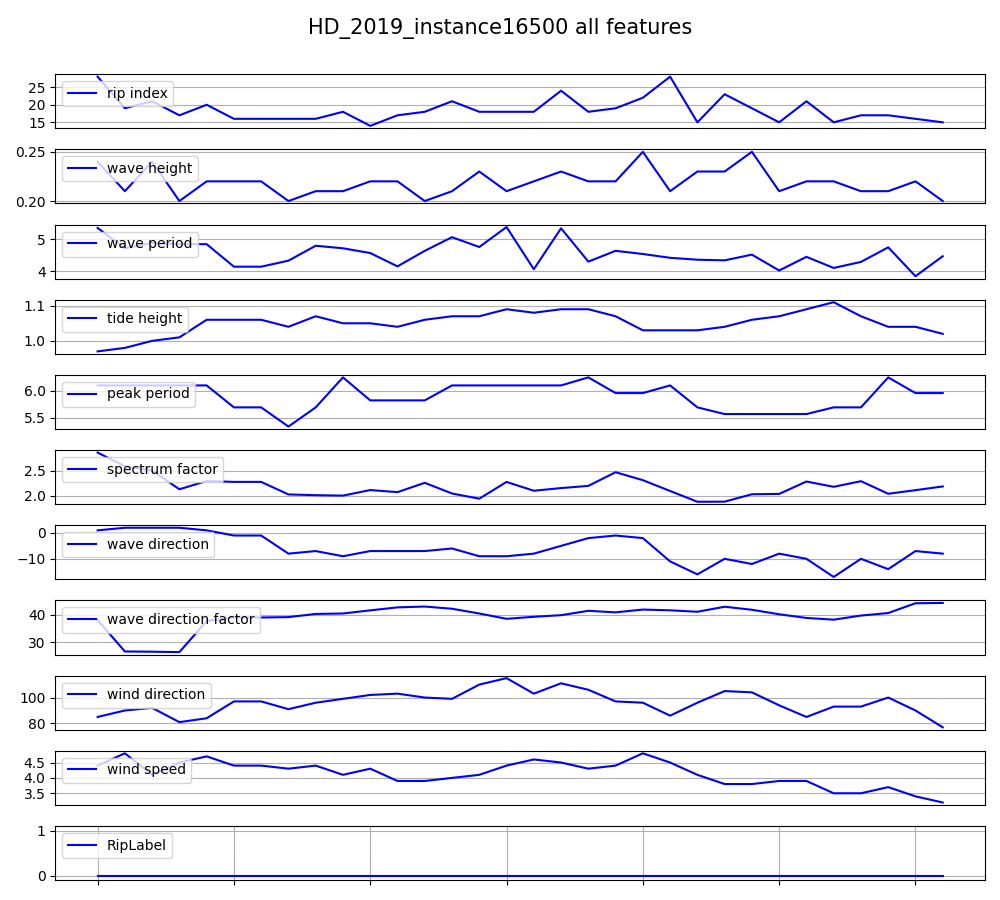 HD_2019_instance16500 all features
25
20
15
rip index
0.25
0.20
wave height
5
4
wave period
1.1
1.0
tide height
6.0
5.5
peak period
2.5
2.0
spectrum factor
0
−10
wave direction
40
30
wave direction factor
100
80
wind direction
4.5
4.0
3.5
wind speed
1
0
RipLabel